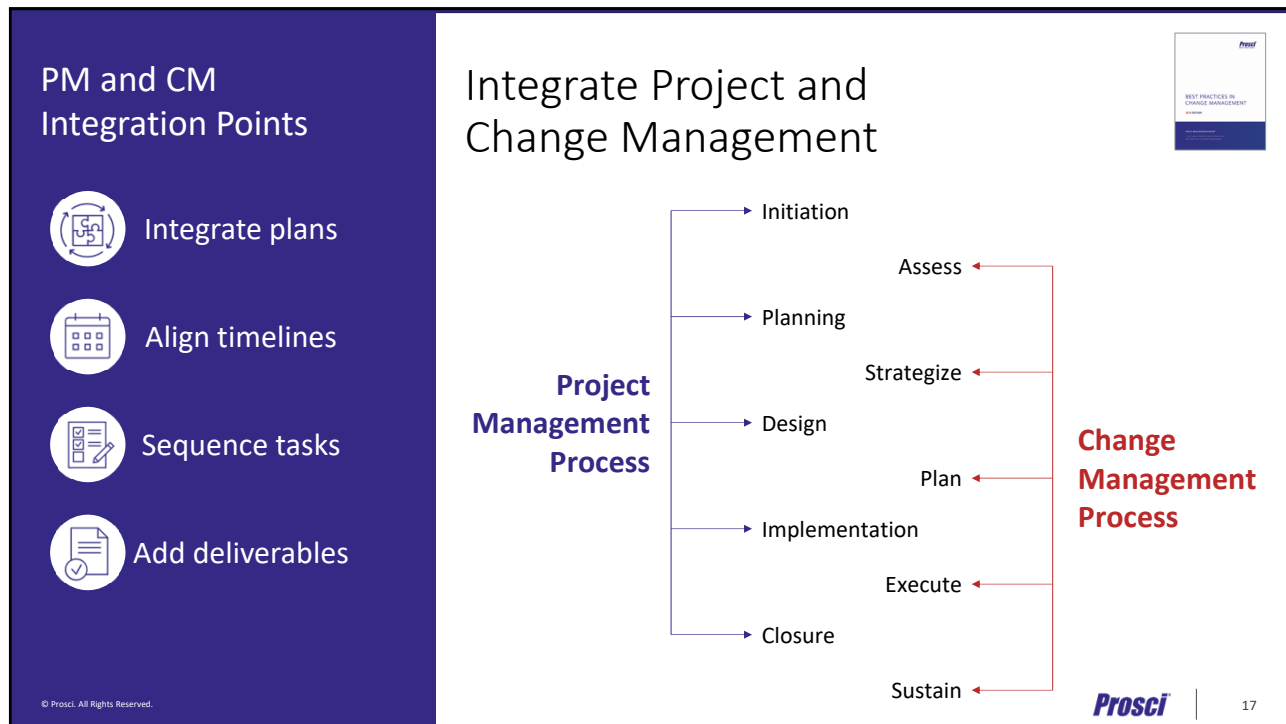 PM and CM
Integration Points
Integrate plans
Align timelines
Sequence tasks
Add deliverables
© Prosci. All Rights Reserved.
Integrate Project and
Change Management
Prosci
BEST PRACTICES IN
CHANGE MANAGEMENT
Initiation
Assess
Planning
Strategize
Project
Management
Process
Design
Change
Management
Process
Plan
Implementation
Execute
Closure
Sustain
Prosci
17